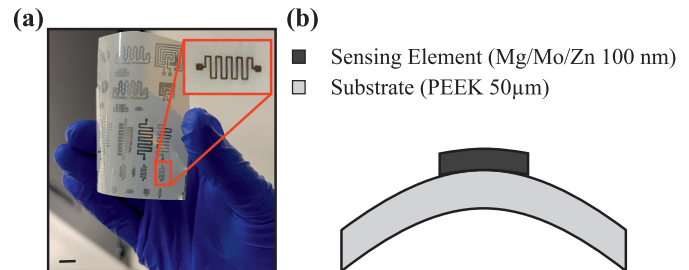 (a)
(b)
Sensing Element (Mg/Mo/Zn 100 nm)
Substrate (PEEK 50μm)